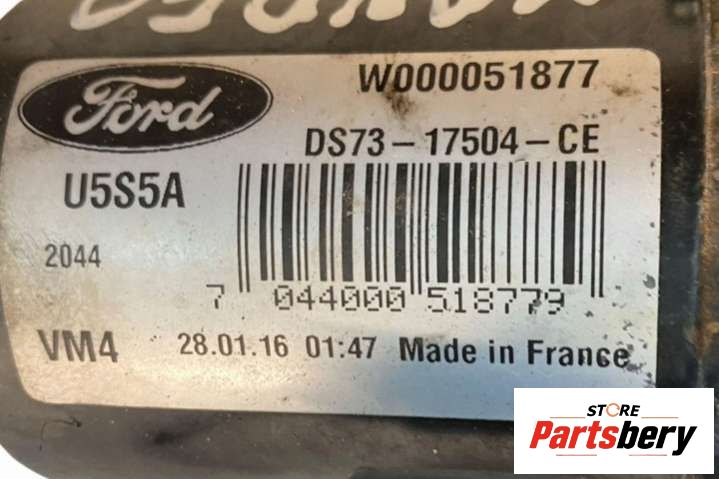 Ford
W000051877
DS73-17504-CE
U5S5A
2044
7 044000 518779
VM4 28.01.16 01:47 Made in France
STORE
Partsbery